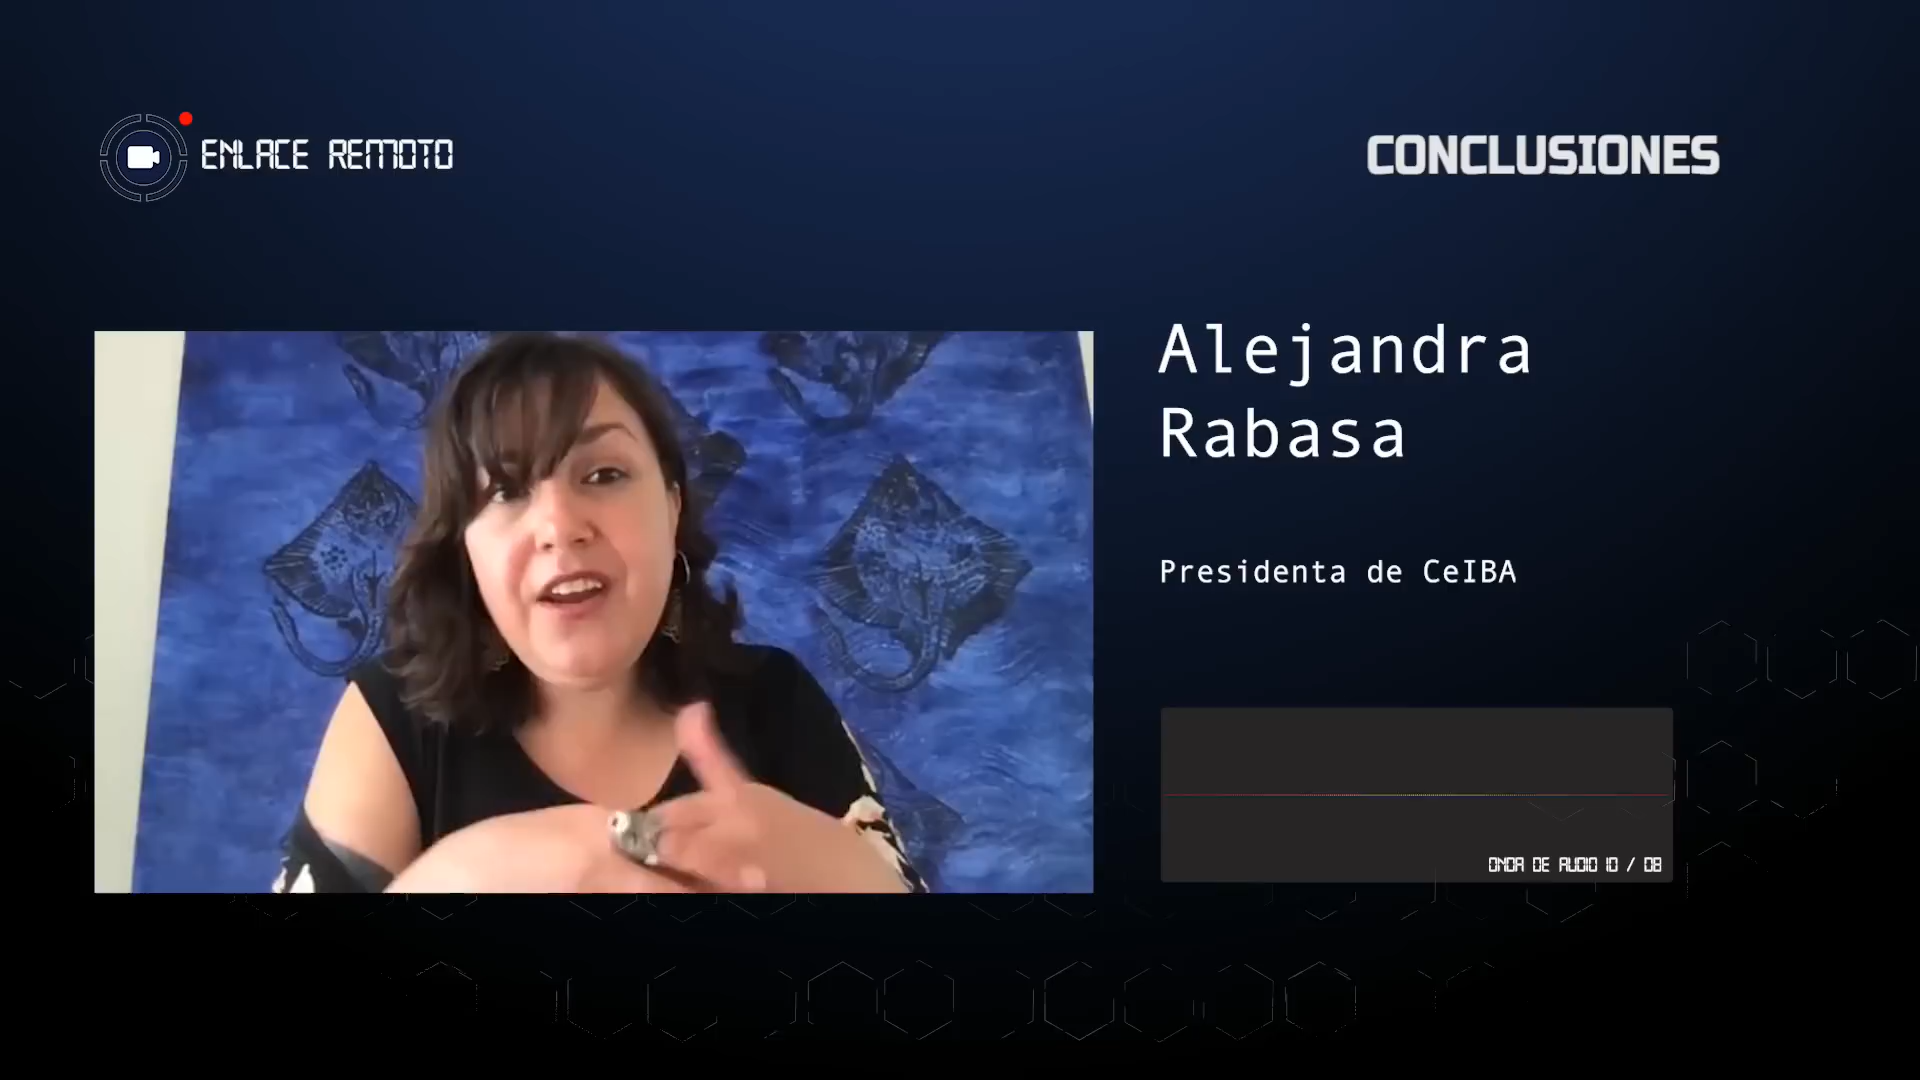 ENLACE REMOTO
CONCLUSIONES
Alejandra
Rabasa
Presidenta de CeIBA
ONDA DE AUDIO 10 / 08